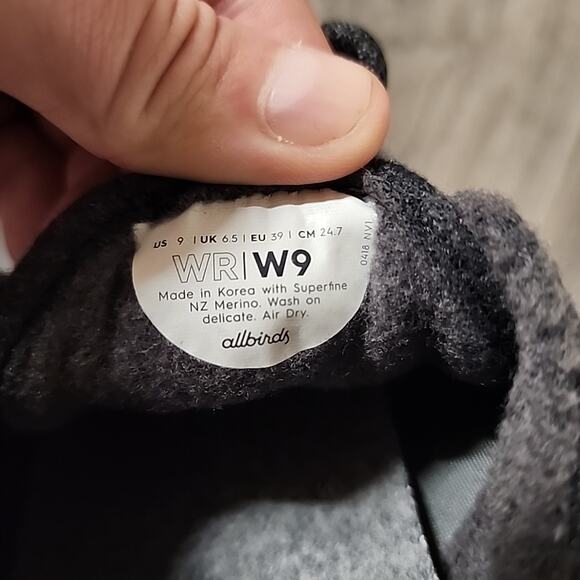 US 9 | UK 6.5 | EU 39 | CM 24.7
WR|W9
Made in Korea with Superfine
NZ Merino. Wash on
delicate. Air Dry.
allbirds
0418 NV1